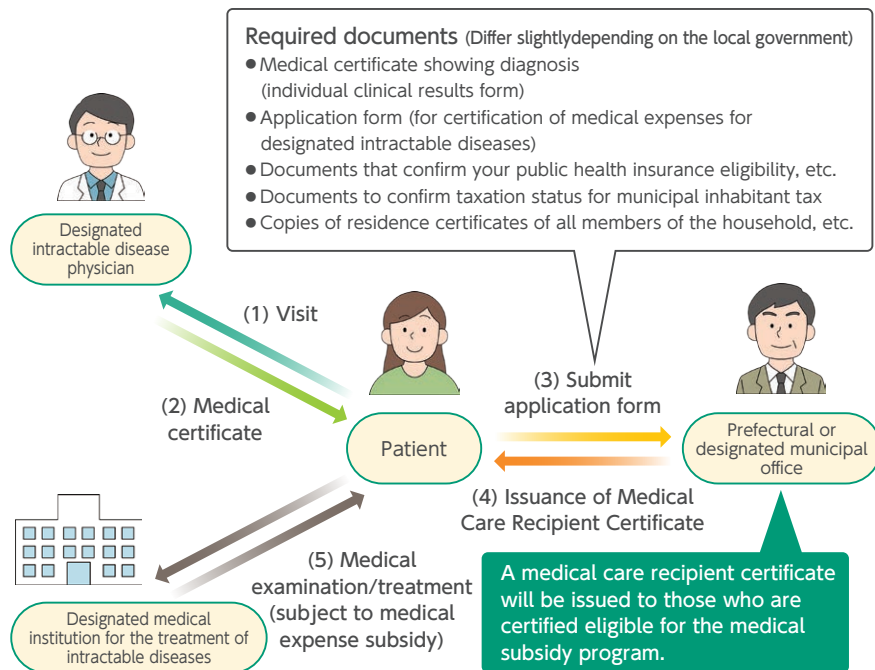 Required documents (Differ slightlydepending on the local government)
●Medical certificate showing diagnosis
(individual clinical results form)
●Application form (for certification of medical expenses for
designated intractable diseases)
●Documents that confirm your public health insurance eligibility, etc.
●Documents to confirm taxation status for municipal inhabitant tax
●Copies of residence certificates of all members of the household, etc.
Designated
intractable disease
physician
(1) Visit
(2) Medical
certificate
Patient
(3) Submit
application form
Prefectural or
designated municipal
office
(4) Issuance of Medical
Care Recipient Certificate
(5) Medical
examination/treatment
(subject to medical
expense subsidy)
Designated medical
institution for the treatment of
intractable diseases
A medical care recipient certificate
will be issued to those who are
certified eligible for the medical
subsidy program.